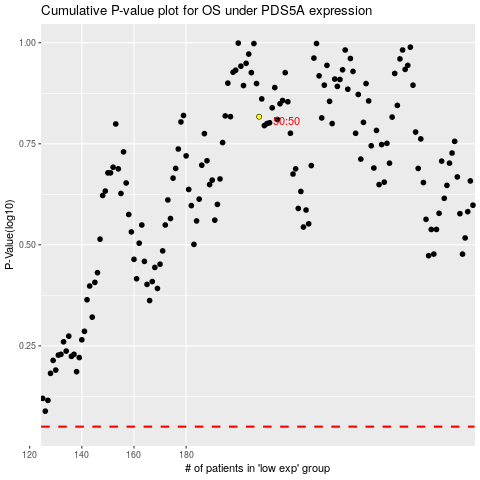 Cumulative P-value plot for OS under PDS5A expression
1.00
0.75
0.50
0.25
P-Value(log10)
50:50
120 140 160 180
# of patients in 'low exp' group